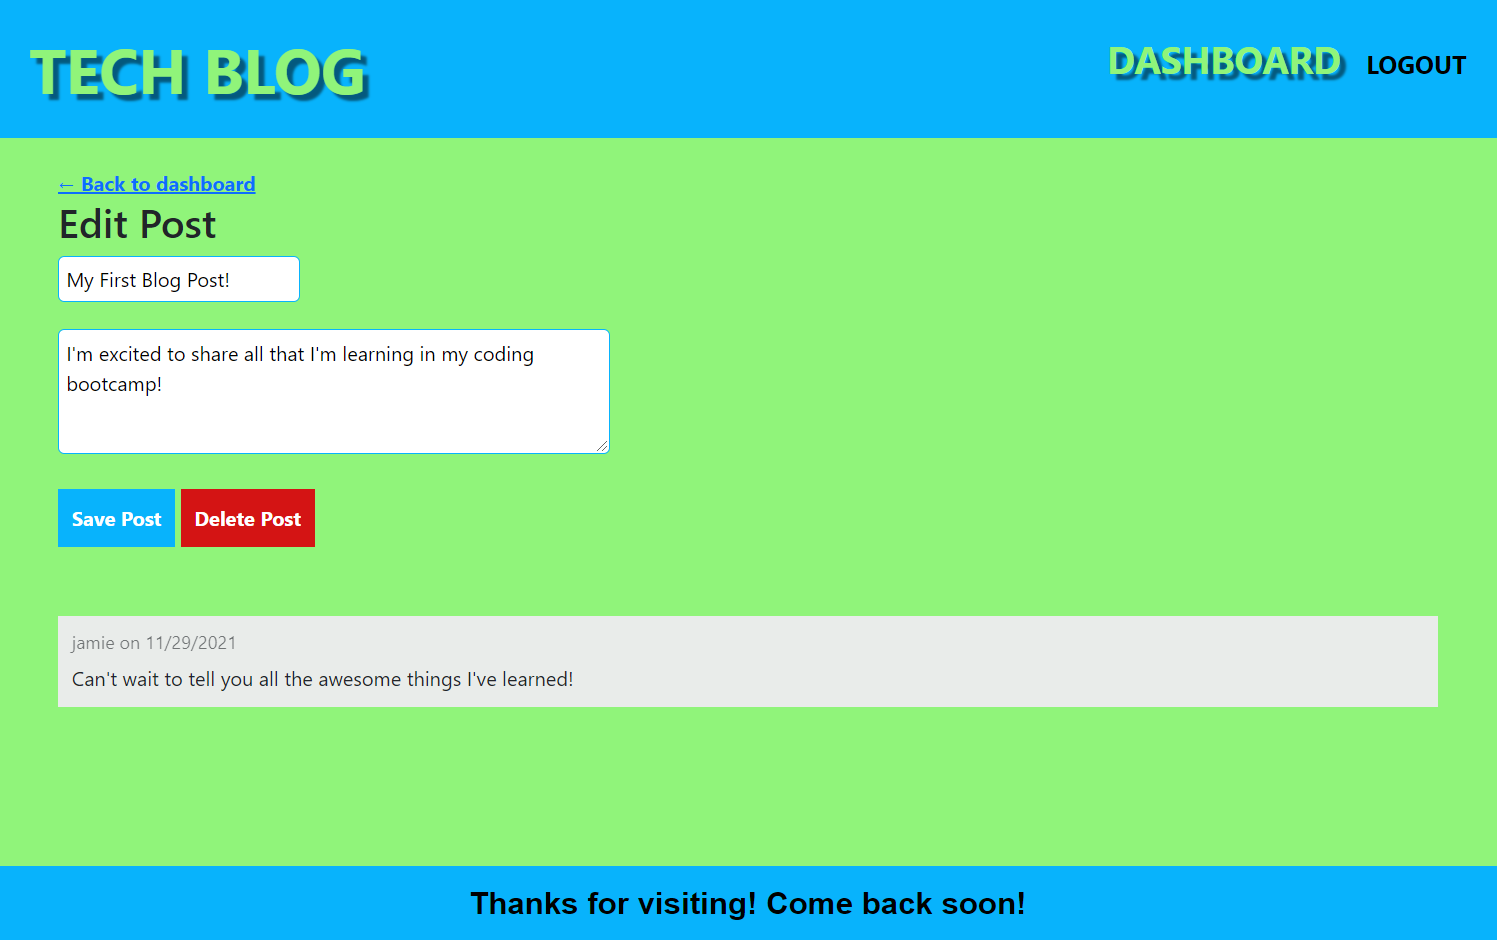 TECH BLOG
DASHBOARD LOGOUT
← Back to dashboard
Edit Post
My First Blog Post!
I'm excited to share all that I'm learning in my coding
bootcamp!
Save Post Delete Post
jamie on 11/29/2021
Can't wait to tell you all the awesome things I've learned!
Thanks for visiting! Come back soon!